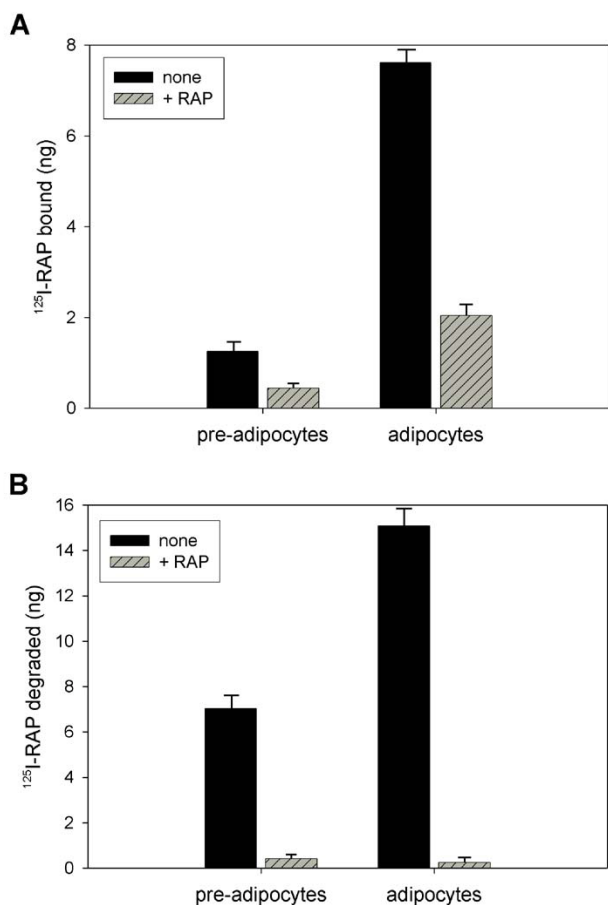 A
8
6
4
2
0
¹²⁵I-RAP bound (ng)
none
+ RAP
pre-adipocytes
adipocytes
B
16
14
12
10
8
6
4
2
0
¹²⁵I-RAP degraded (ng)
none
+ RAP
pre-adipocytes
adipocytes